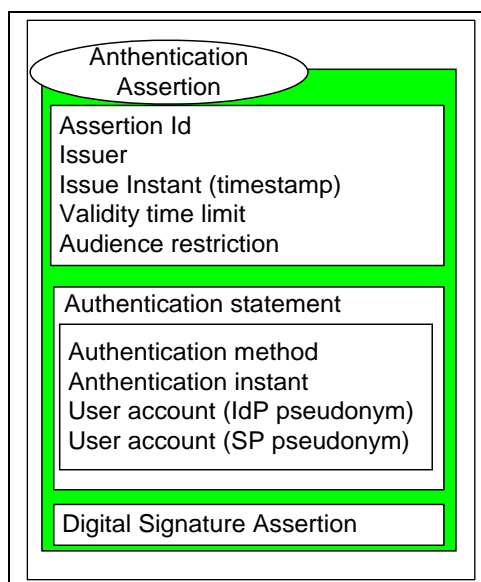 Anthentication
Assertion
Assertion Id
Issuer
Issue Instant (timestamp)
Validity time limit
Audience restriction
Authentication statement
Authentication method
Anthentication instant
User account (IdP pseudonym)
User account (SP pseudonym)
Digital Signature Assertion